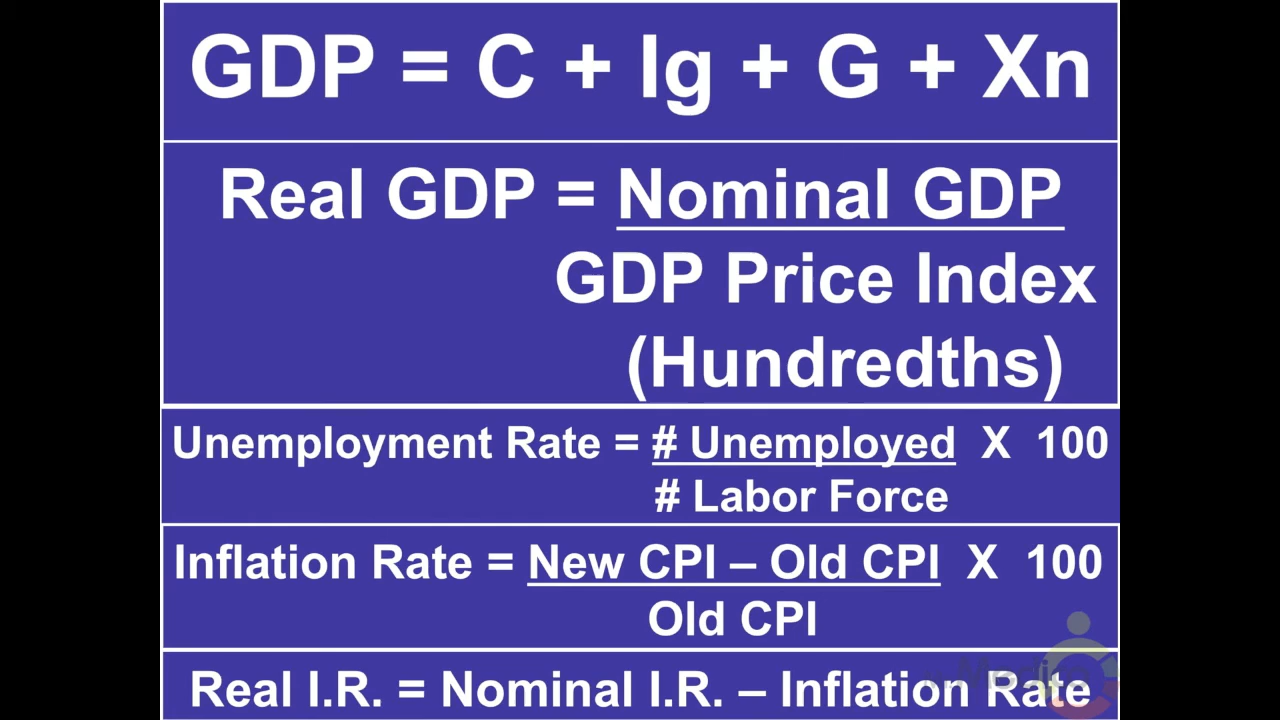 GDP = C + Ig + G + Xn
Real GDP = Nominal GDP
GDP Price Index
(Hundredths)
Unemployment Rate = # Unemployed X 100
# Labor Force
Inflation Rate = New CPI – Old CPI X 100
Old CPI
Real I.R. = Nominal I.R. – Inflation Rate